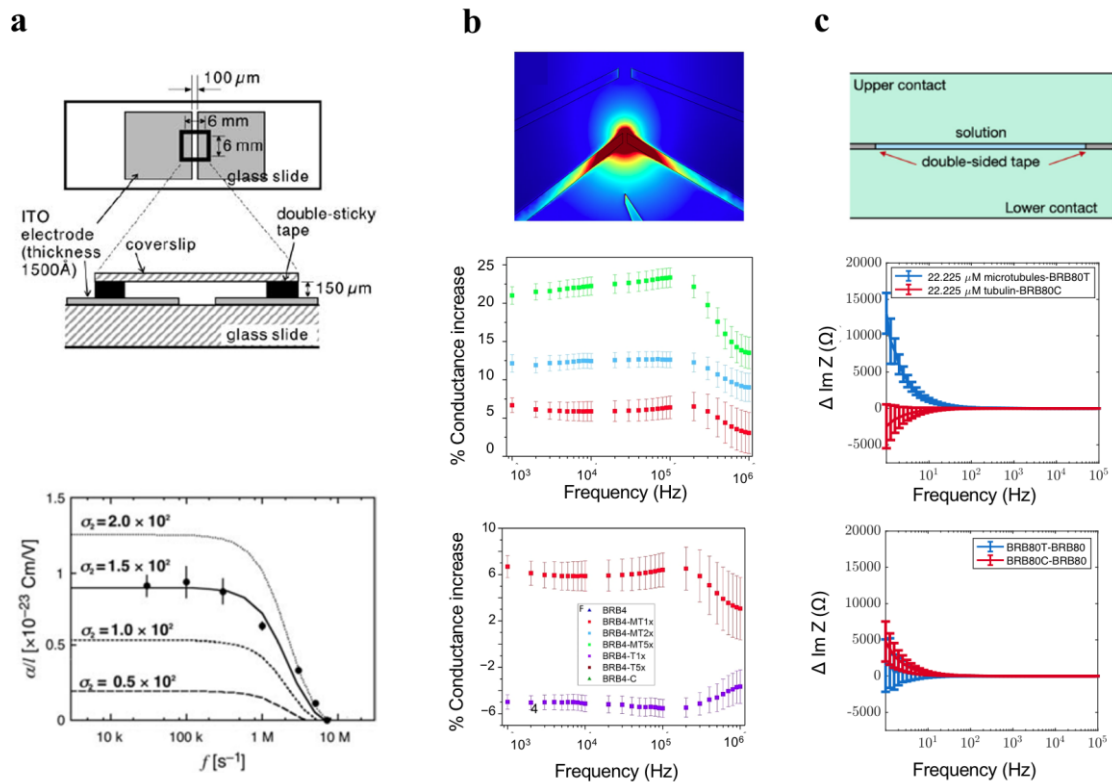 a
100 μm
6 mm
6 mm
glass slide
ITO
electrode
(thickness
1500Å)
coverslip
double-sticky
tape
150 μm
glass slide
α/l [×10⁻²³ Cm/V]
1.5
1
0.5
0
σ₂ = 2.0 × 10²
σ₂ = 1.5 × 10²
σ₂ = 1.0 × 10²
σ₂ = 0.5 × 10²
10 k
100 k
1 M
10 M
f [s⁻¹]
b
% Conductance increase
25
20
15
10
5
0
10³
10⁴
10⁵
10⁶
Frequency (Hz)
% Conductance increase
10
6
2
−2
−6
F
BRB4
BRB4-MT1x
BRB4-MT2x
BRB4-MT5x
BRB4-T1x
BRB4-T5x
BRB4-C
4
10³
10⁴
10⁵
10⁶
Frequency (Hz)
c
Upper contact
solution
double-sided tape
Lower contact
Δ Im Z (Ω)
20000
15000
10000
5000
0
-5000
22.225 μM microtubules-BRB80T
22.225 μM tubulin-BRB80C
10¹
10²
10³
10⁴
10⁵
Frequency (Hz)
Δ Im Z (Ω)
20000
15000
10000
5000
0
-5000
BRB80T-BRB80
BRB80C-BRB80
10¹
10²
10³
10⁴
10⁵
Frequency (Hz)